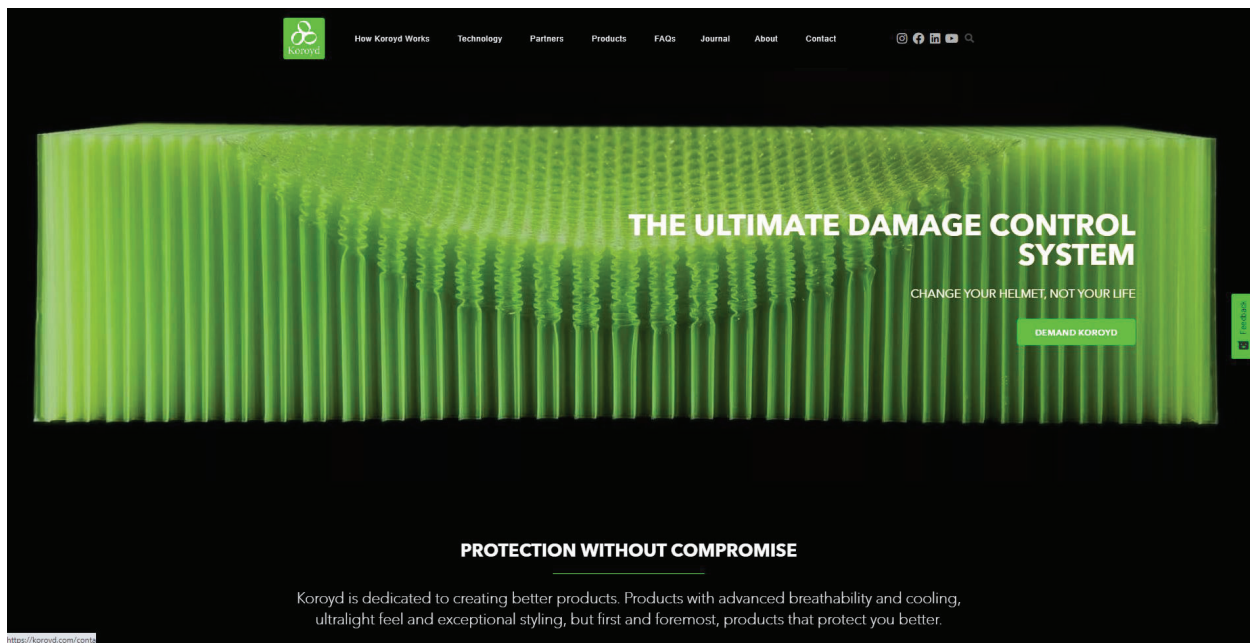 Koroyd
How Koroyd Works Technology Partners Products FAQs Journal About Contact
THE ULTIMATE DAMAGE CONTROL
SYSTEM
CHANGE YOUR HELMET, NOT YOUR LIFE
DEMAND KOROYD
Feedback
PROTECTION WITHOUT COMPROMISE
Koroyd is dedicated to creating better products. Products with advanced breathability and cooling,
ultralight feel and exceptional styling, but first and foremost, products that protect you better.
https://koroyd.com/conta